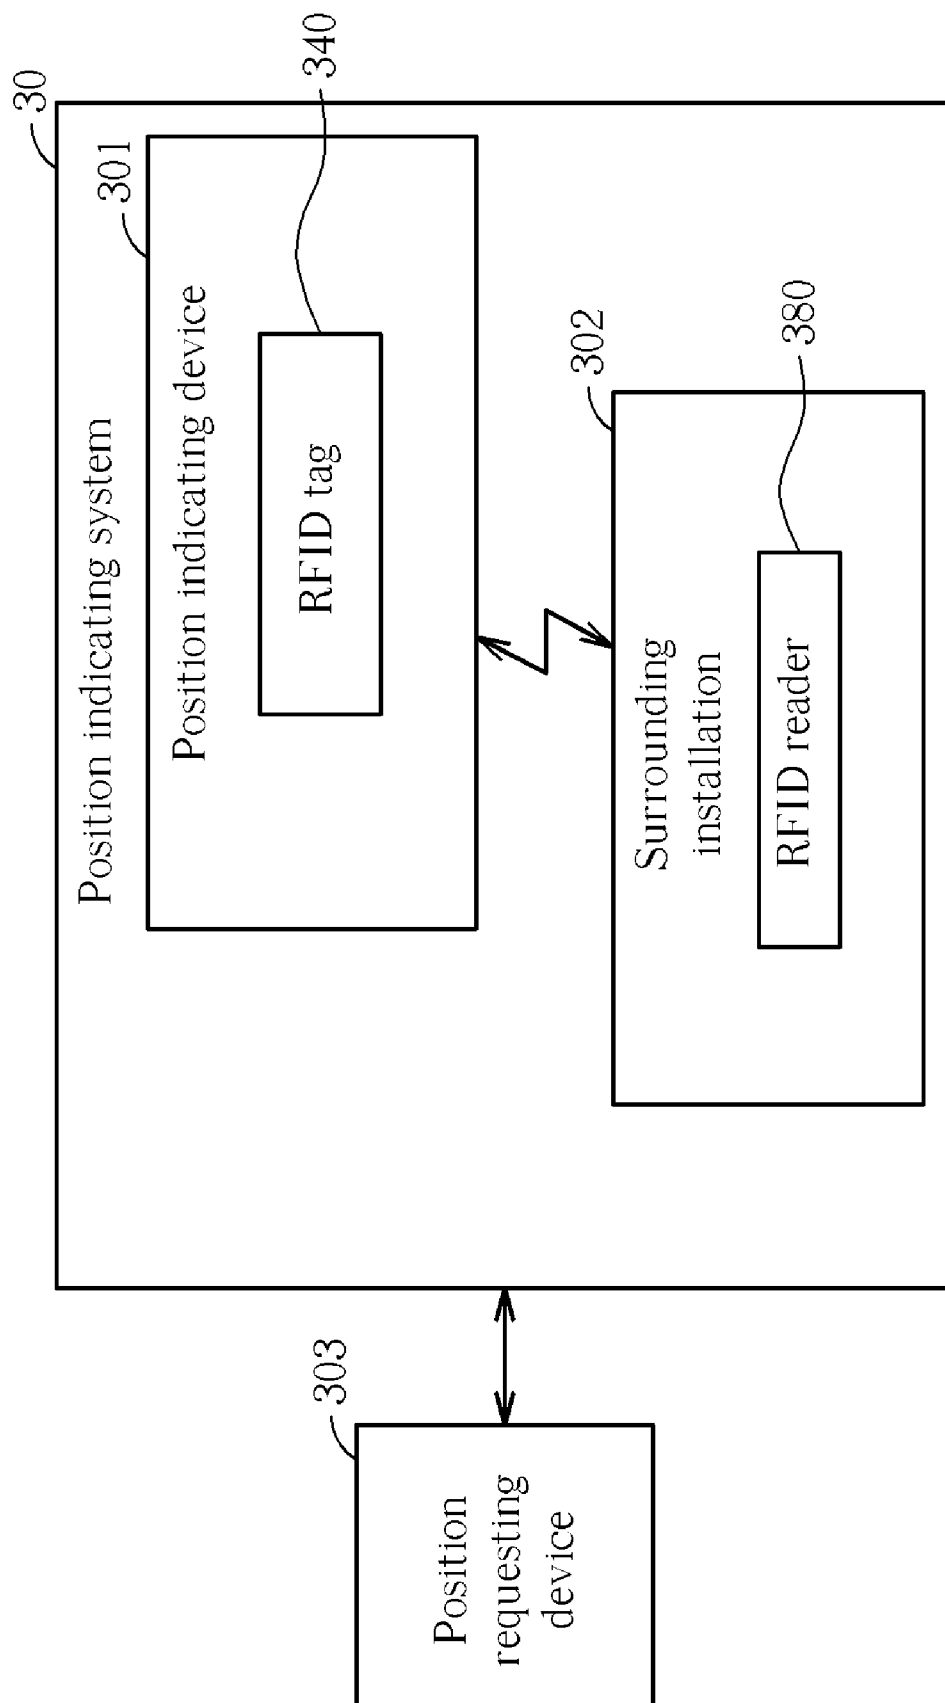 30
Position indicating system
301
Position indicating device
340
RFID tag
302
Surrounding
installation
380
RFID reader
303
Position
requesting
device